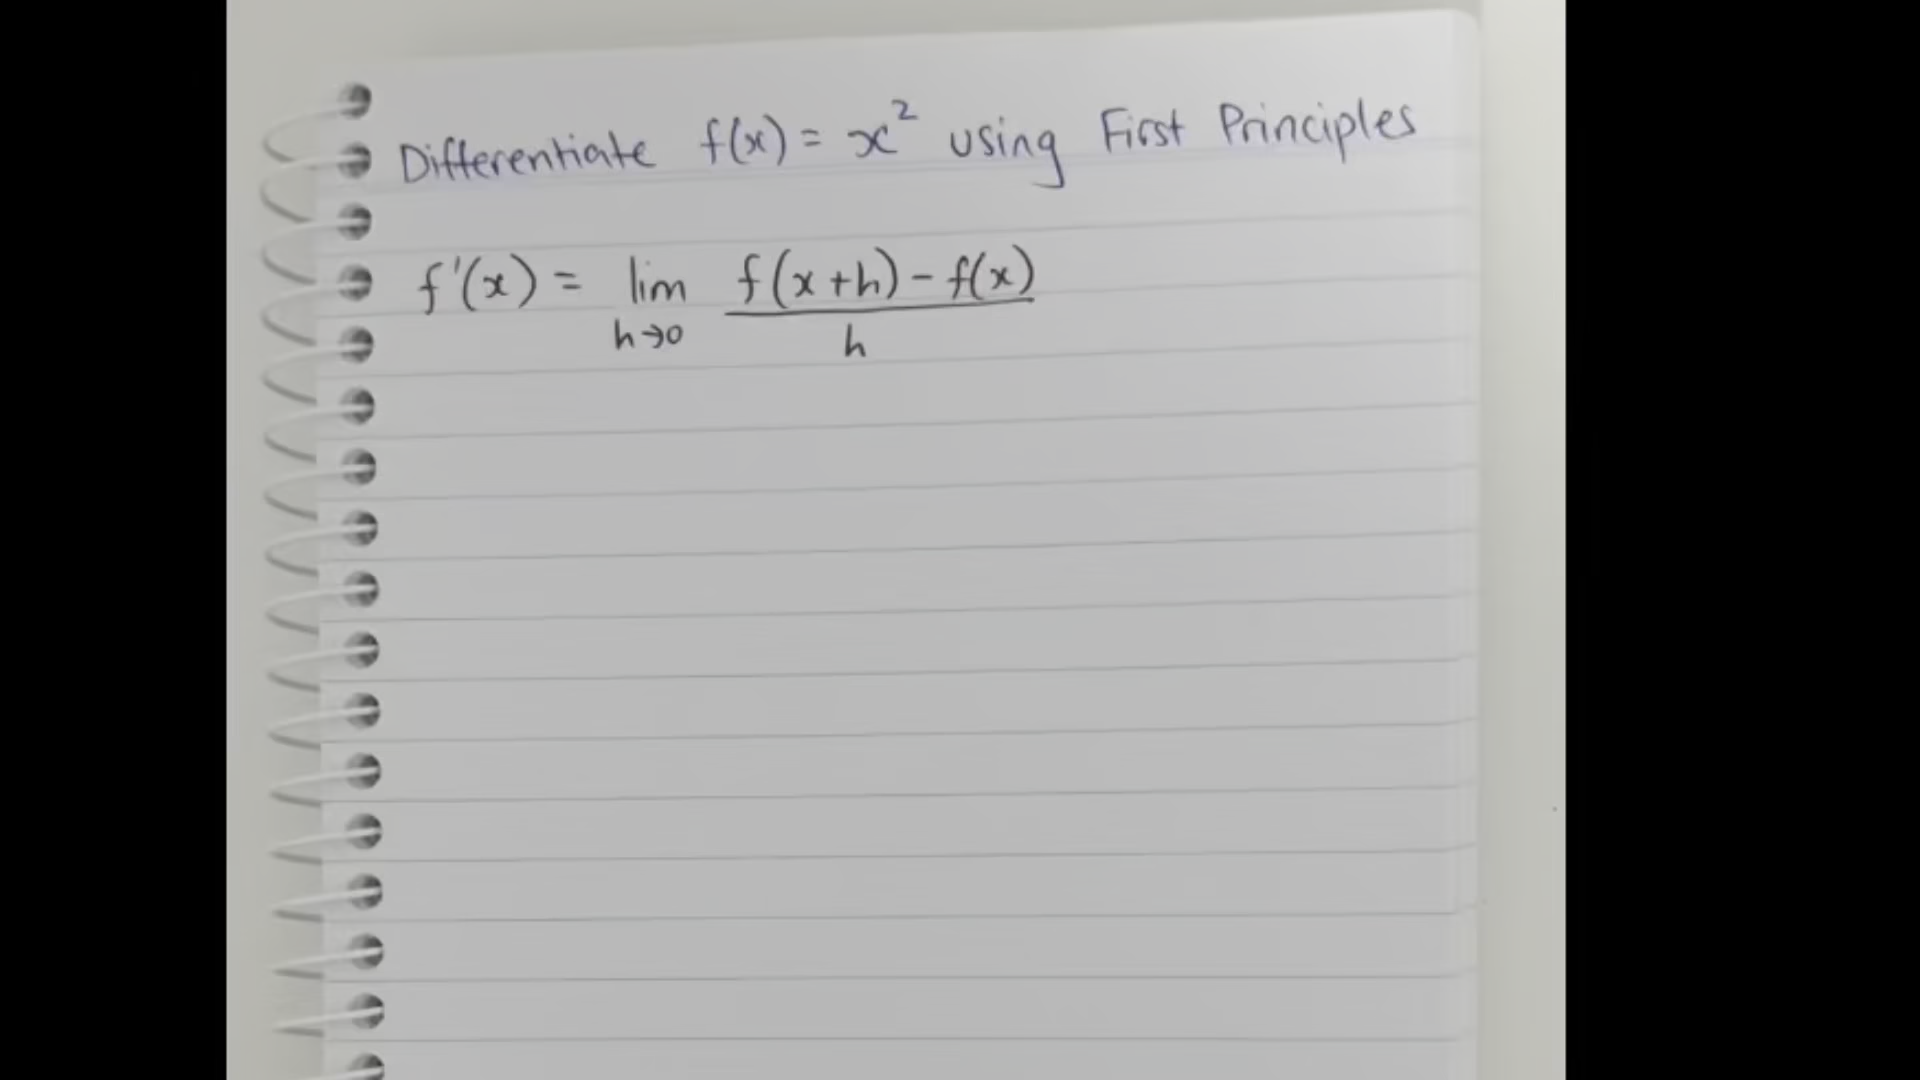 Differentiate f(x) = x² using First Principles
f'(x) = lim h→0 f(x+h) - f(x) / h